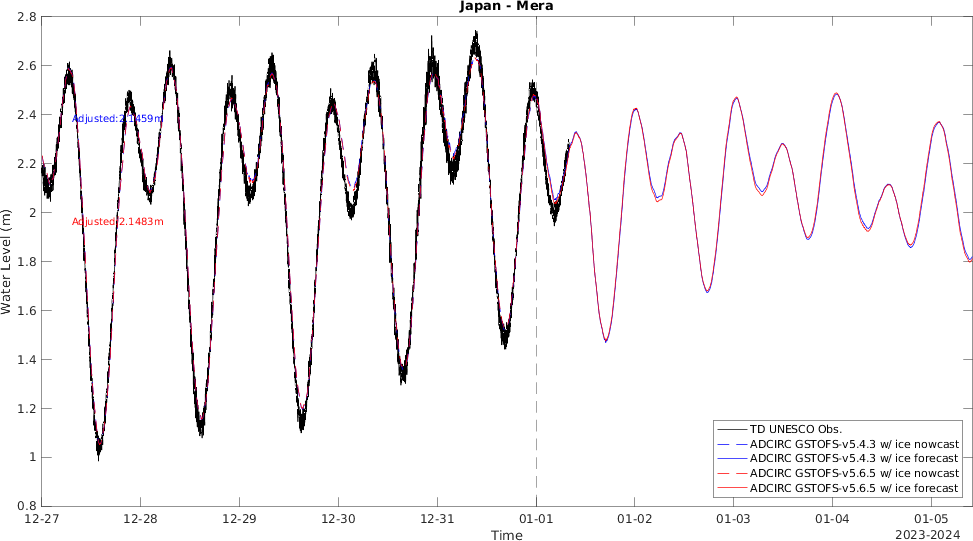 Japan - Mera
Water Level (m)
2.8
2.6
2.4
2.2
2
1.8
1.6
1.4
1.2
1
0.8
Adjusted:2.1459m
Adjusted:2.1483m
TD UNESCO Obs.
ADCIRC GSTOFS-v5.4.3 w/ ice nowcast
ADCIRC GSTOFS-v5.4.3 w/ ice forecast
ADCIRC GSTOFS-v5.6.5 w/ ice nowcast
ADCIRC GSTOFS-v5.6.5 w/ ice forecast
12-27 12-28 12-29 12-30 12-31 01-01 01-02 01-03 01-04 01-05
Time
2023-2024